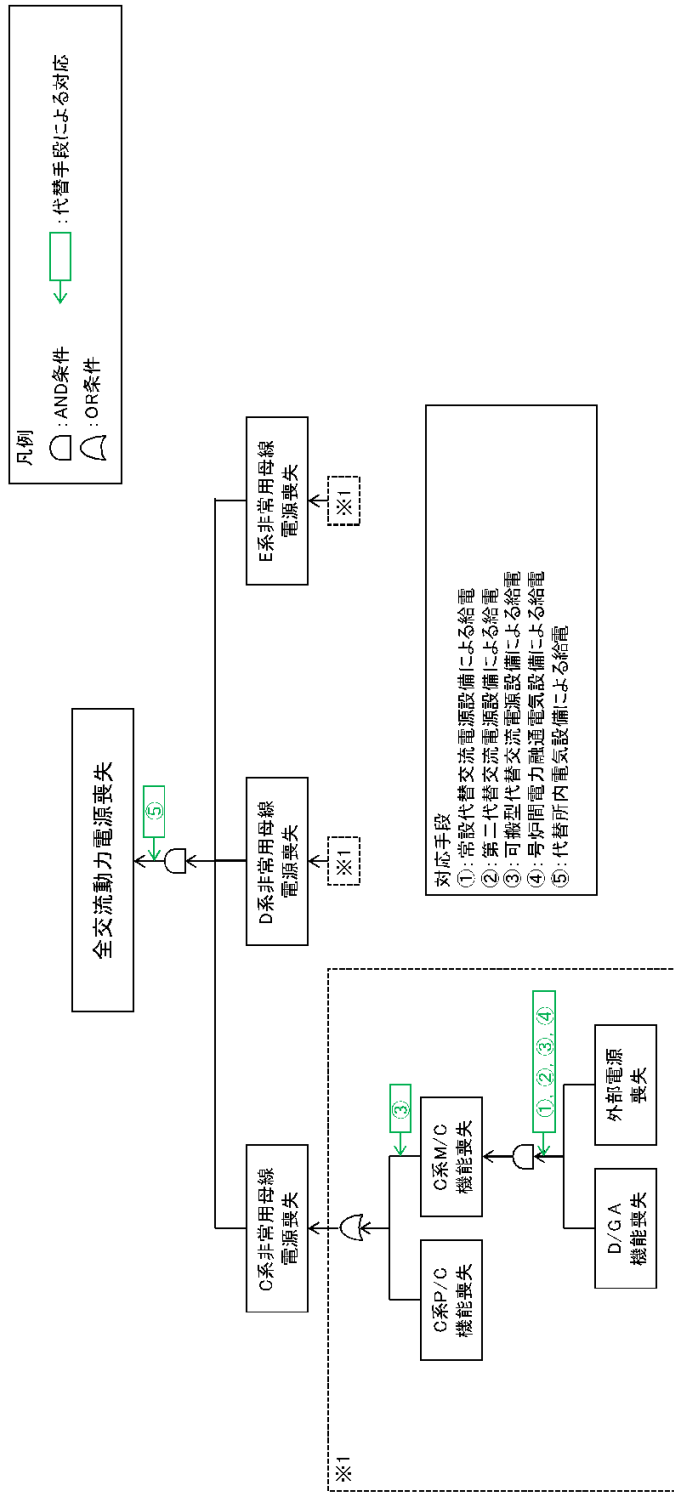 凡例
:AND条件
:OR条件
:代替手段による対応
全交流動力電源喪失
⑤
C系非常用母線
電源喪失
D系非常用母線
電源喪失
E系非常用母線
電源喪失
※1
※1
※1
③
C系P/C
機能喪失
C系M/C
機能喪失
①, ②, ③, ④
D/GA
機能喪失
外部電源
喪失
対応手段
①:常設代替交流電源設備による給電
②:第二代替交流電源設備による給電
③:可搬型代替交流電源設備による給電
④:号炉間電力融通電気設備による給電
⑤:代替所内電気設備による給電